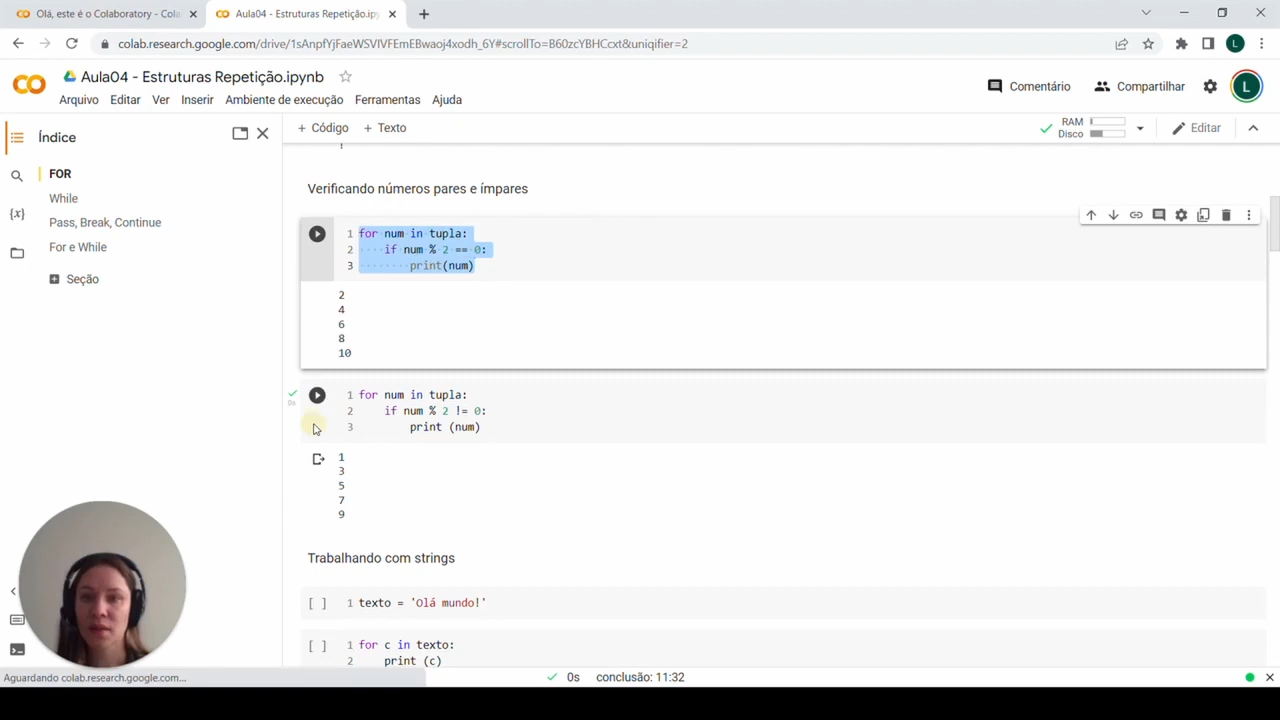 Olá, este é o Colaboratory - Cola
Aula04 - Estruturas Repetição.ipyn
colab.research.google.com/drive/1sAnpfYjFaeWSVIVFEmEBwaoj4xodh_6Y#scrollTo=B60zcYBHCcxt&uniqifier=2
L
Aula04 - Estruturas Repetição.ipynb
Arquivo Editar Ver Inserir Ambiente de execução Ferramentas Ajuda
Comentário
Compartilhar
L
Índice
FOR
While
Pass, Break, Continue
For e While
Seção
+ Código + Texto
RAM
Disco
Editar
Verificando números pares e ímpares
1 for num in tupla:
2 if num % 2 == 0:
3 print(num)
2
4
6
8
10
0s
1 for num in tupla:
2 if num % 2 != 0:
3 print (num)
1
3
5
7
9
Trabalhando com strings
[ ] 1 texto = 'Olá mundo!'
[ ] 1 for c in texto:
2 print (c)
Aguardando colab.research.google.com...
0s conclusão: 11:32